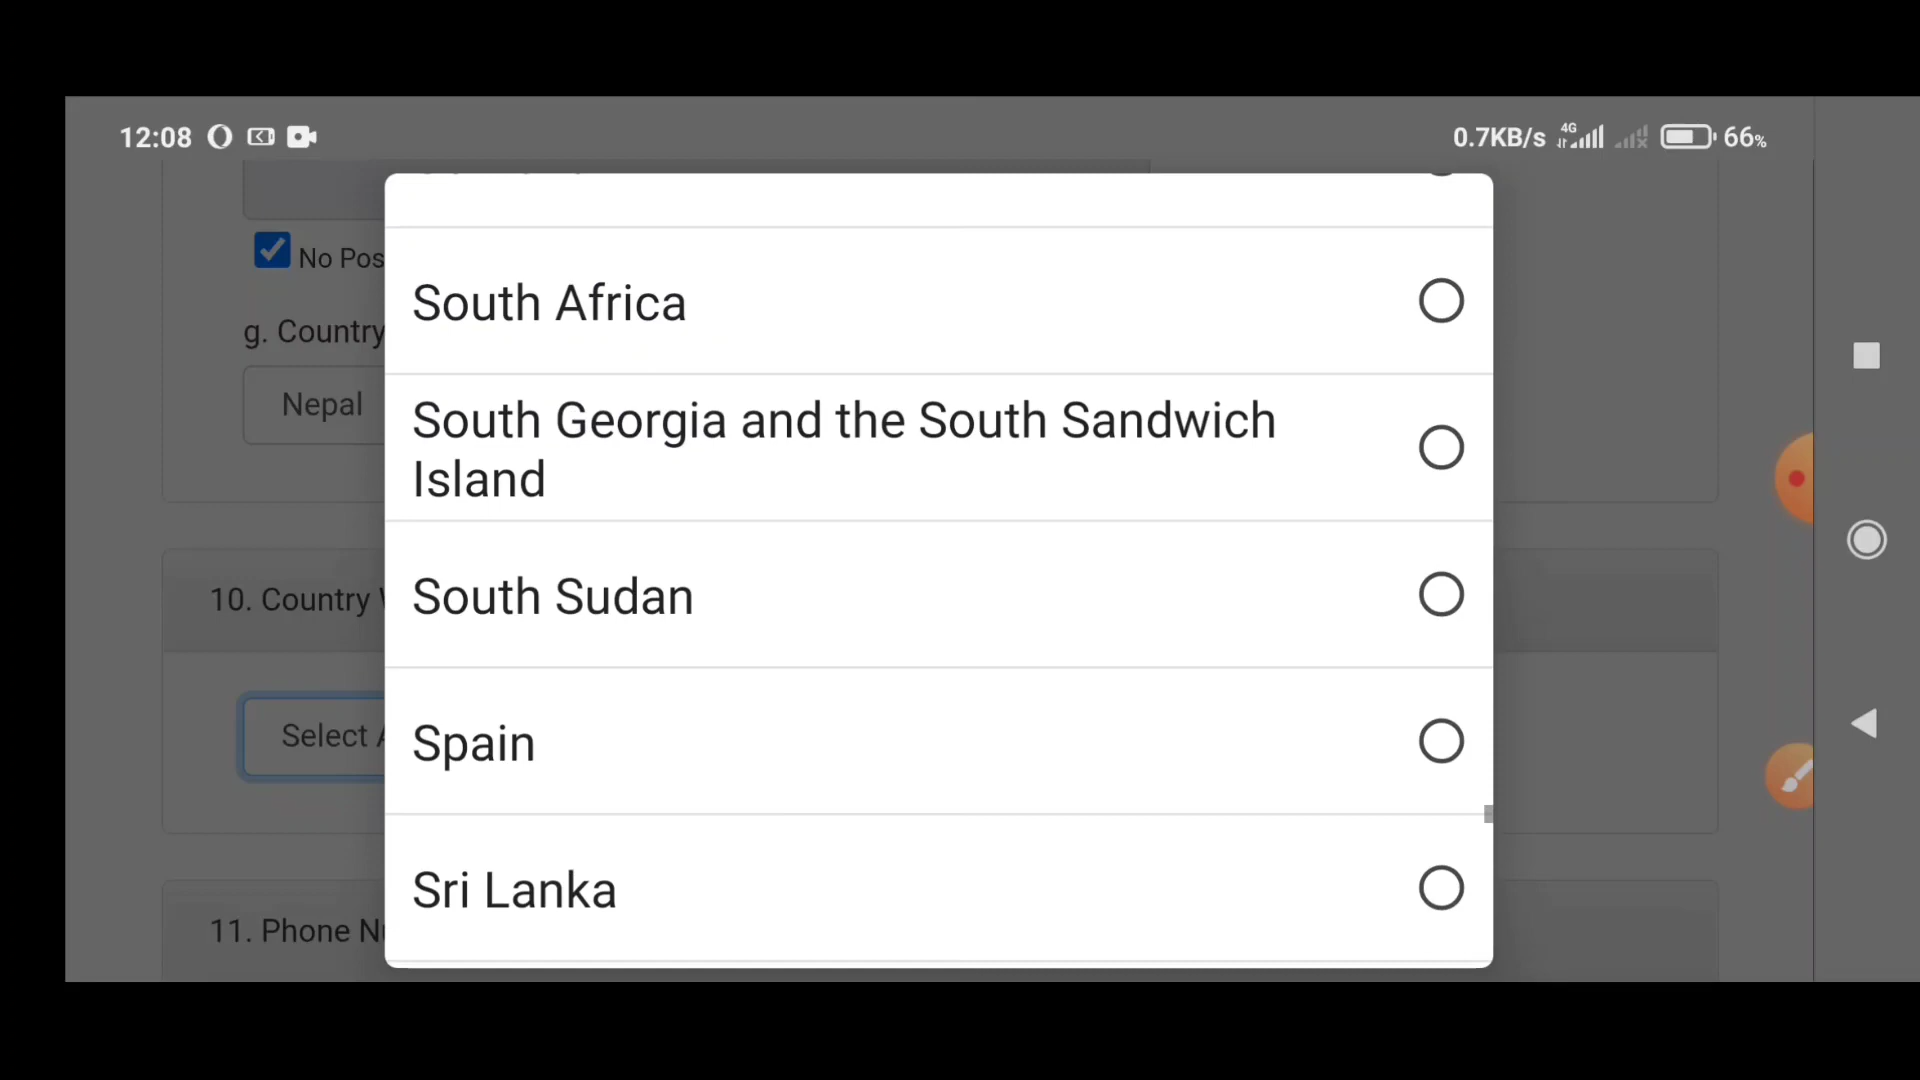 12:08
0.7KB/s 4G 66%
No Pos
g. Country
Nepal
10. Country
Select
11. Phone
South Africa
South Georgia and the South Sandwich
Island
South Sudan
Spain
Sri Lanka